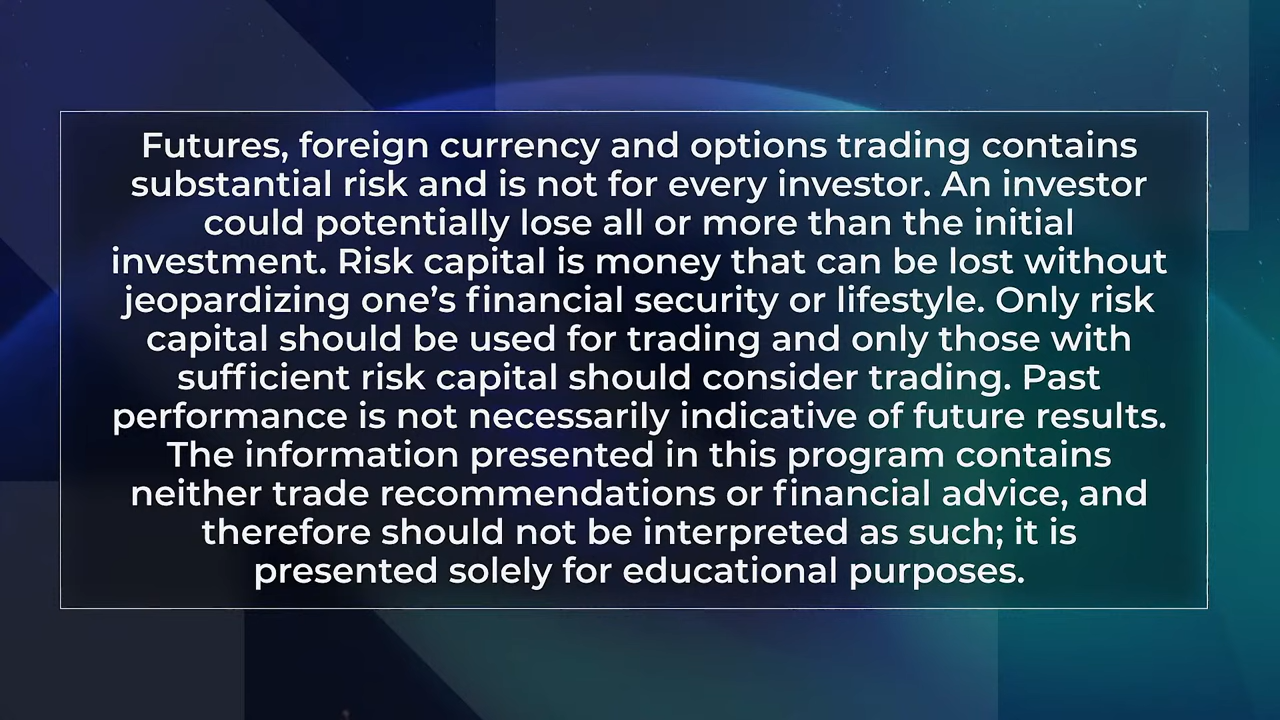 Futures, foreign currency and options trading contains
substantial risk and is not for every investor. An investor
could potentially lose all or more than the initial
investment. Risk capital is money that can be lost without
jeopardizing one’s financial security or lifestyle. Only risk
capital should be used for trading and only those with
sufficient risk capital should consider trading. Past
performance is not necessarily indicative of future results.
The information presented in this program contains
neither trade recommendations or financial advice, and
therefore should not be interpreted as such; it is
presented solely for educational purposes.